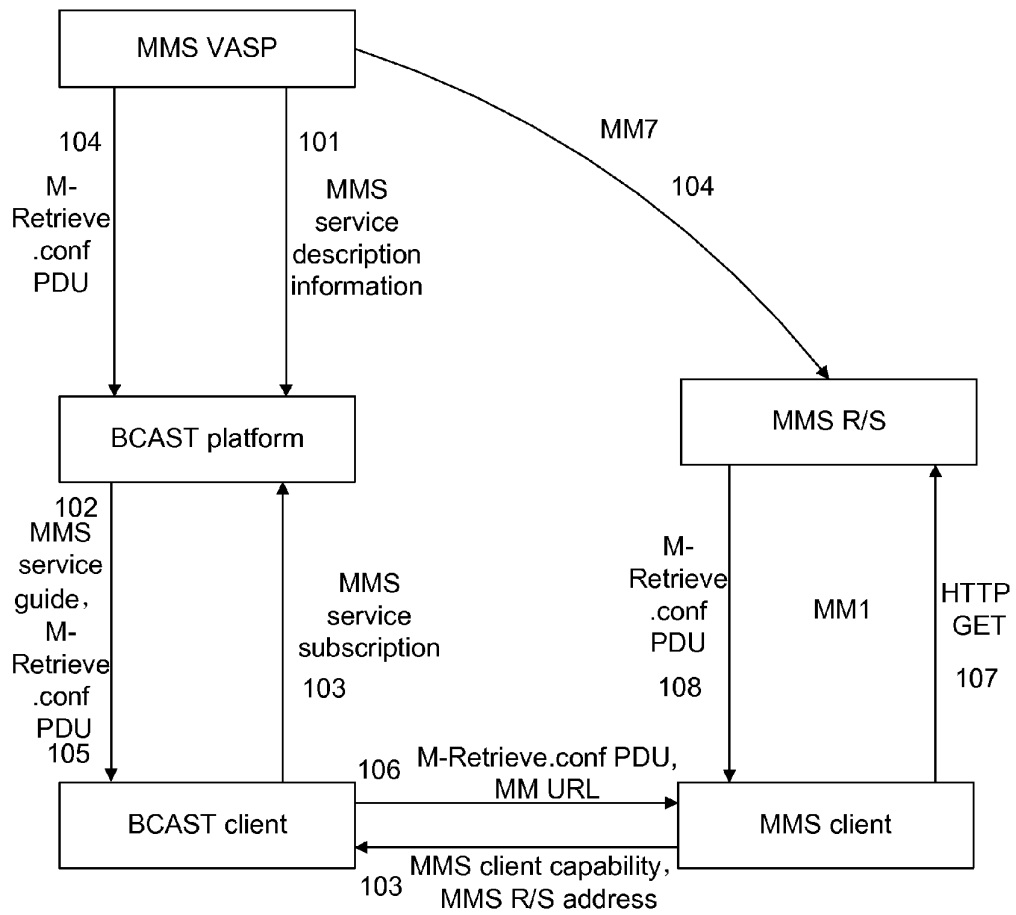 MMS VASP
104
M-
Retrieve
.conf
PDU
101
MMS
service
description
information
MM7
104
BCAST platform
MMS R/S
102
MMS
service
guide,
M-
Retrieve
.conf
PDU
105
MMS
service
subscription
103
M-
Retrieve
.conf
PDU
108
MM1
HTTP
GET
107
106
M-Retrieve.conf PDU,
MM URL
BCAST client
MMS client
103
MMS client capability,
MMS R/S address